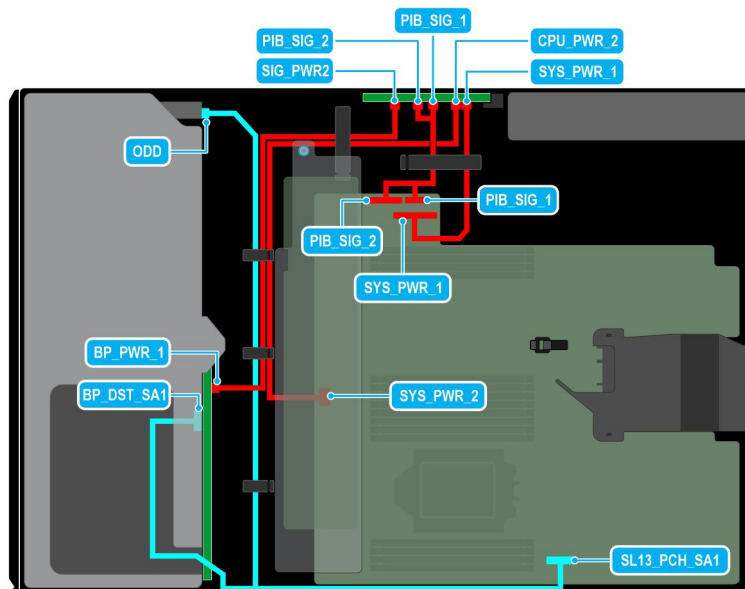 PIB_SIG_1
PIB_SIG_2
CPU_PWR_2
SIG_PWR2
SYS_PWR_1
ODD
PIB_SIG_1
PIB_SIG_2
SYS_PWR_1
BP_PWR_1
BP_DST_SA1
SYS_PWR_2
SL13_PCH_SA1